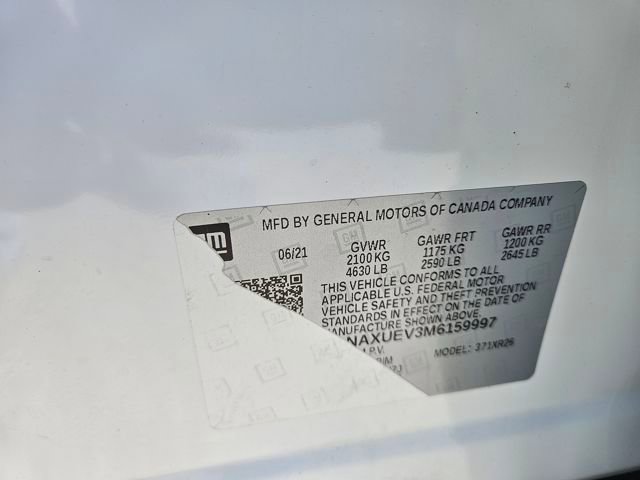 MFD BY GENERAL MOTORS OF CANADA COMPANY
gm
06/21 GVWR GAWR FRT GAWR RR
2100 KG 1175 KG 1200 KG
4630 LB 2590 LB 2645 LB
THIS VEHICLE CONFORMS TO ALL
APPLICABLE U.S. FEDERAL MOTOR
VEHICLE SAFETY AND THEFT PREVENTION
STANDARDS IN EFFECT ON THE DATE OF
MANUFACTURE SHOWN ABOVE.
NAXUEV3M6159997
M.P.V. MODEL: 371XR26